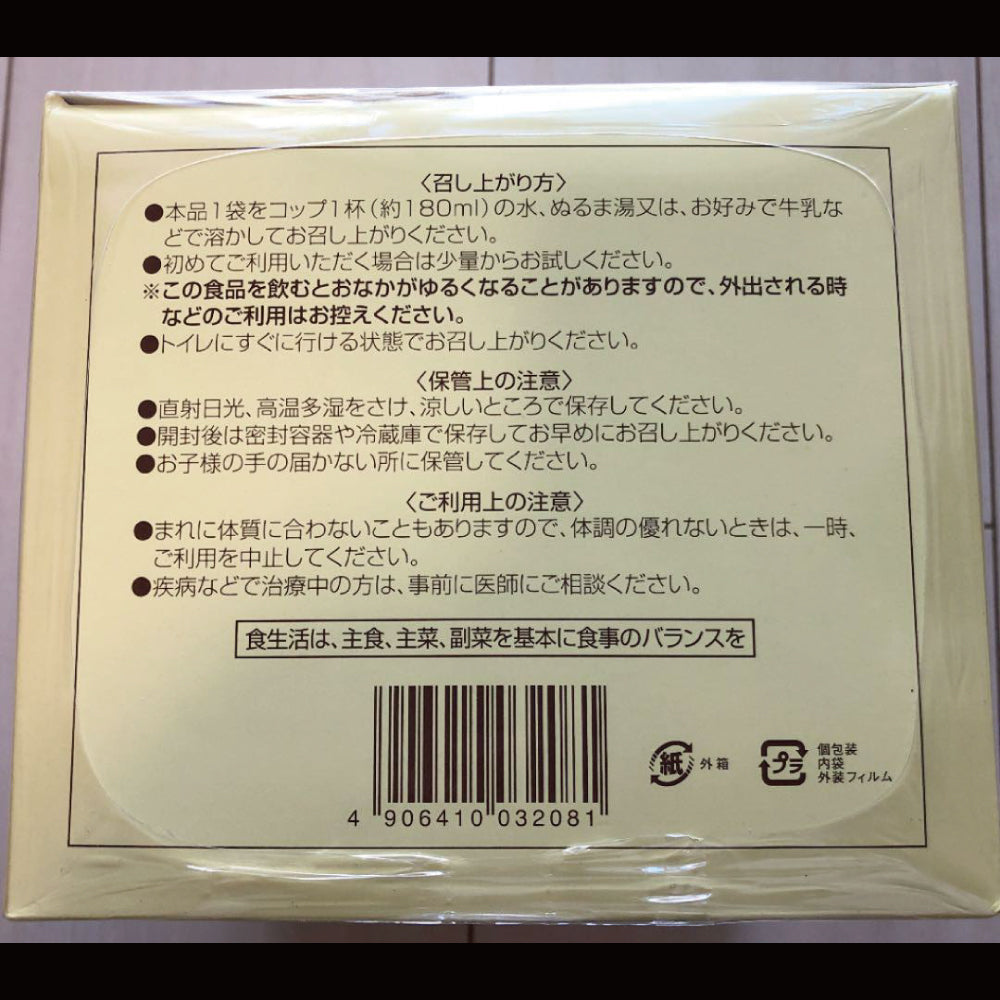 〈召し上がり方〉
●本品1袋をコップ1杯(約180ml)の水、ぬるま湯又は、お好みで牛乳な
どで溶かしてお召し上がりください。
●初めてご利用いただく場合は少量からお試しください。
※この食品を飲むとおなかがゆるくなることがありますので、外出される時
などのご利用はお控えください。
●トイレにすぐに行ける状態でお召し上がりください。
〈保管上の注意〉
●直射日光、高温多湿をさけ、涼しいところで保存してください。
●開封後は密封容器や冷蔵庫で保存してお早めにお召し上がりください。
●お子様の手の届かない所に保管してください。
〈ご利用上の注意〉
●まれに体質に合わないこともありますので、体調の優れないときは、一時、
ご利用を中止してください。
●疾病などで治療中の方は、事前に医師にご相談ください。
食生活は、主食、主菜、副菜を基本に食事のバランスを
紙 外箱
プラ 個包装
内袋
外装フィルム
4 906410 032081